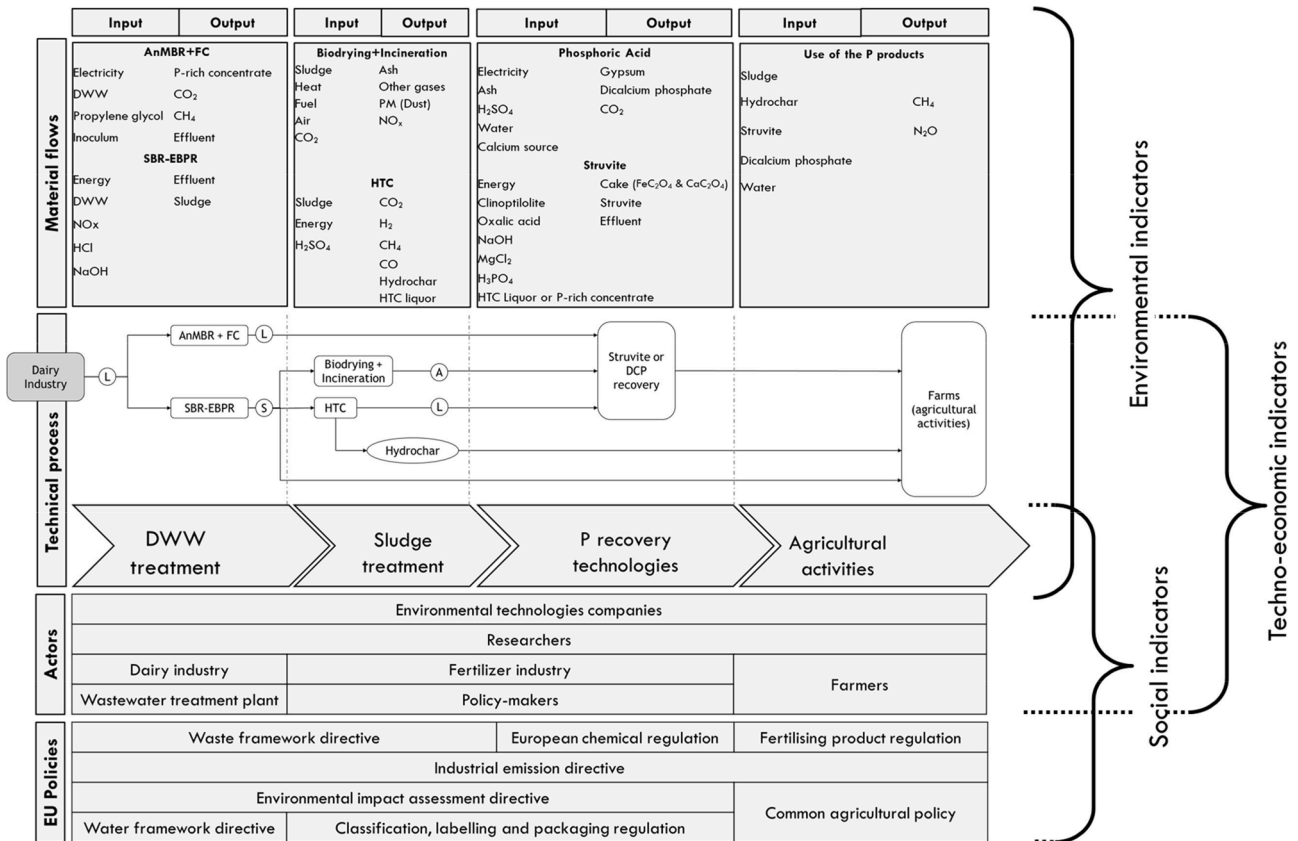 Input Output Input Output Input Output Input Output
Material flows
AnMBR+FC
Electricity P-rich concentrate
DWW CO₂
Propylene glycol CH₄
Inoculum Effluent
SBR-EBPR
Energy Effluent
DWW Sludge
NOx
HCl
NaOH
Biodrying+Incineration
Sludge Ash
Heat Other gases
Fuel PM (Dust)
Air NOₓ
CO₂
HTC
Sludge CO₂
Energy H₂
H₂SO₄ CH₄
CO
Hydrochar
HTC liquor
Phosphoric Acid
Electricity Gypsum
Ash Dicalcium phosphate
H₂SO₄ CO₂
Water
Calcium source
Struvite
Energy Cake (FeC₂O₄ & CaC₂O₄)
Clinoptilolite Struvite
Oxalic acid Effluent
NaOH
MgCl₂
H₃PO₄
HTC Liquor or P-rich concentrate
Use of the P products
Sludge
Hydrochar CH₄
Struvite N₂O
Dicalcium phosphate
Water
Technical process
Dairy
Industry
L
AnMBR + FC
L
SBR-EBPR
S
Biodrying +
Incineration
A
HTC
L
Hydrochar
Struvite or
DCP
recovery
Farms
(agricultural
activities)
DWW
treatment
Sludge
treatment
P recovery
technologies
Agricultural
activities
Actors
Environmental technologies companies
Researchers
Dairy industry Fertilizer industry
Farmers
Wastewater treatment plant Policy-makers
EU Policies
Waste framework directive European chemical regulation Fertilising product regulation
Industrial emission directive
Environmental impact assessment directive
Common agricultural policy
Water framework directive Classification, labelling and packaging regulation
Environmental indicators
Social indicators
Techno-economic indicators